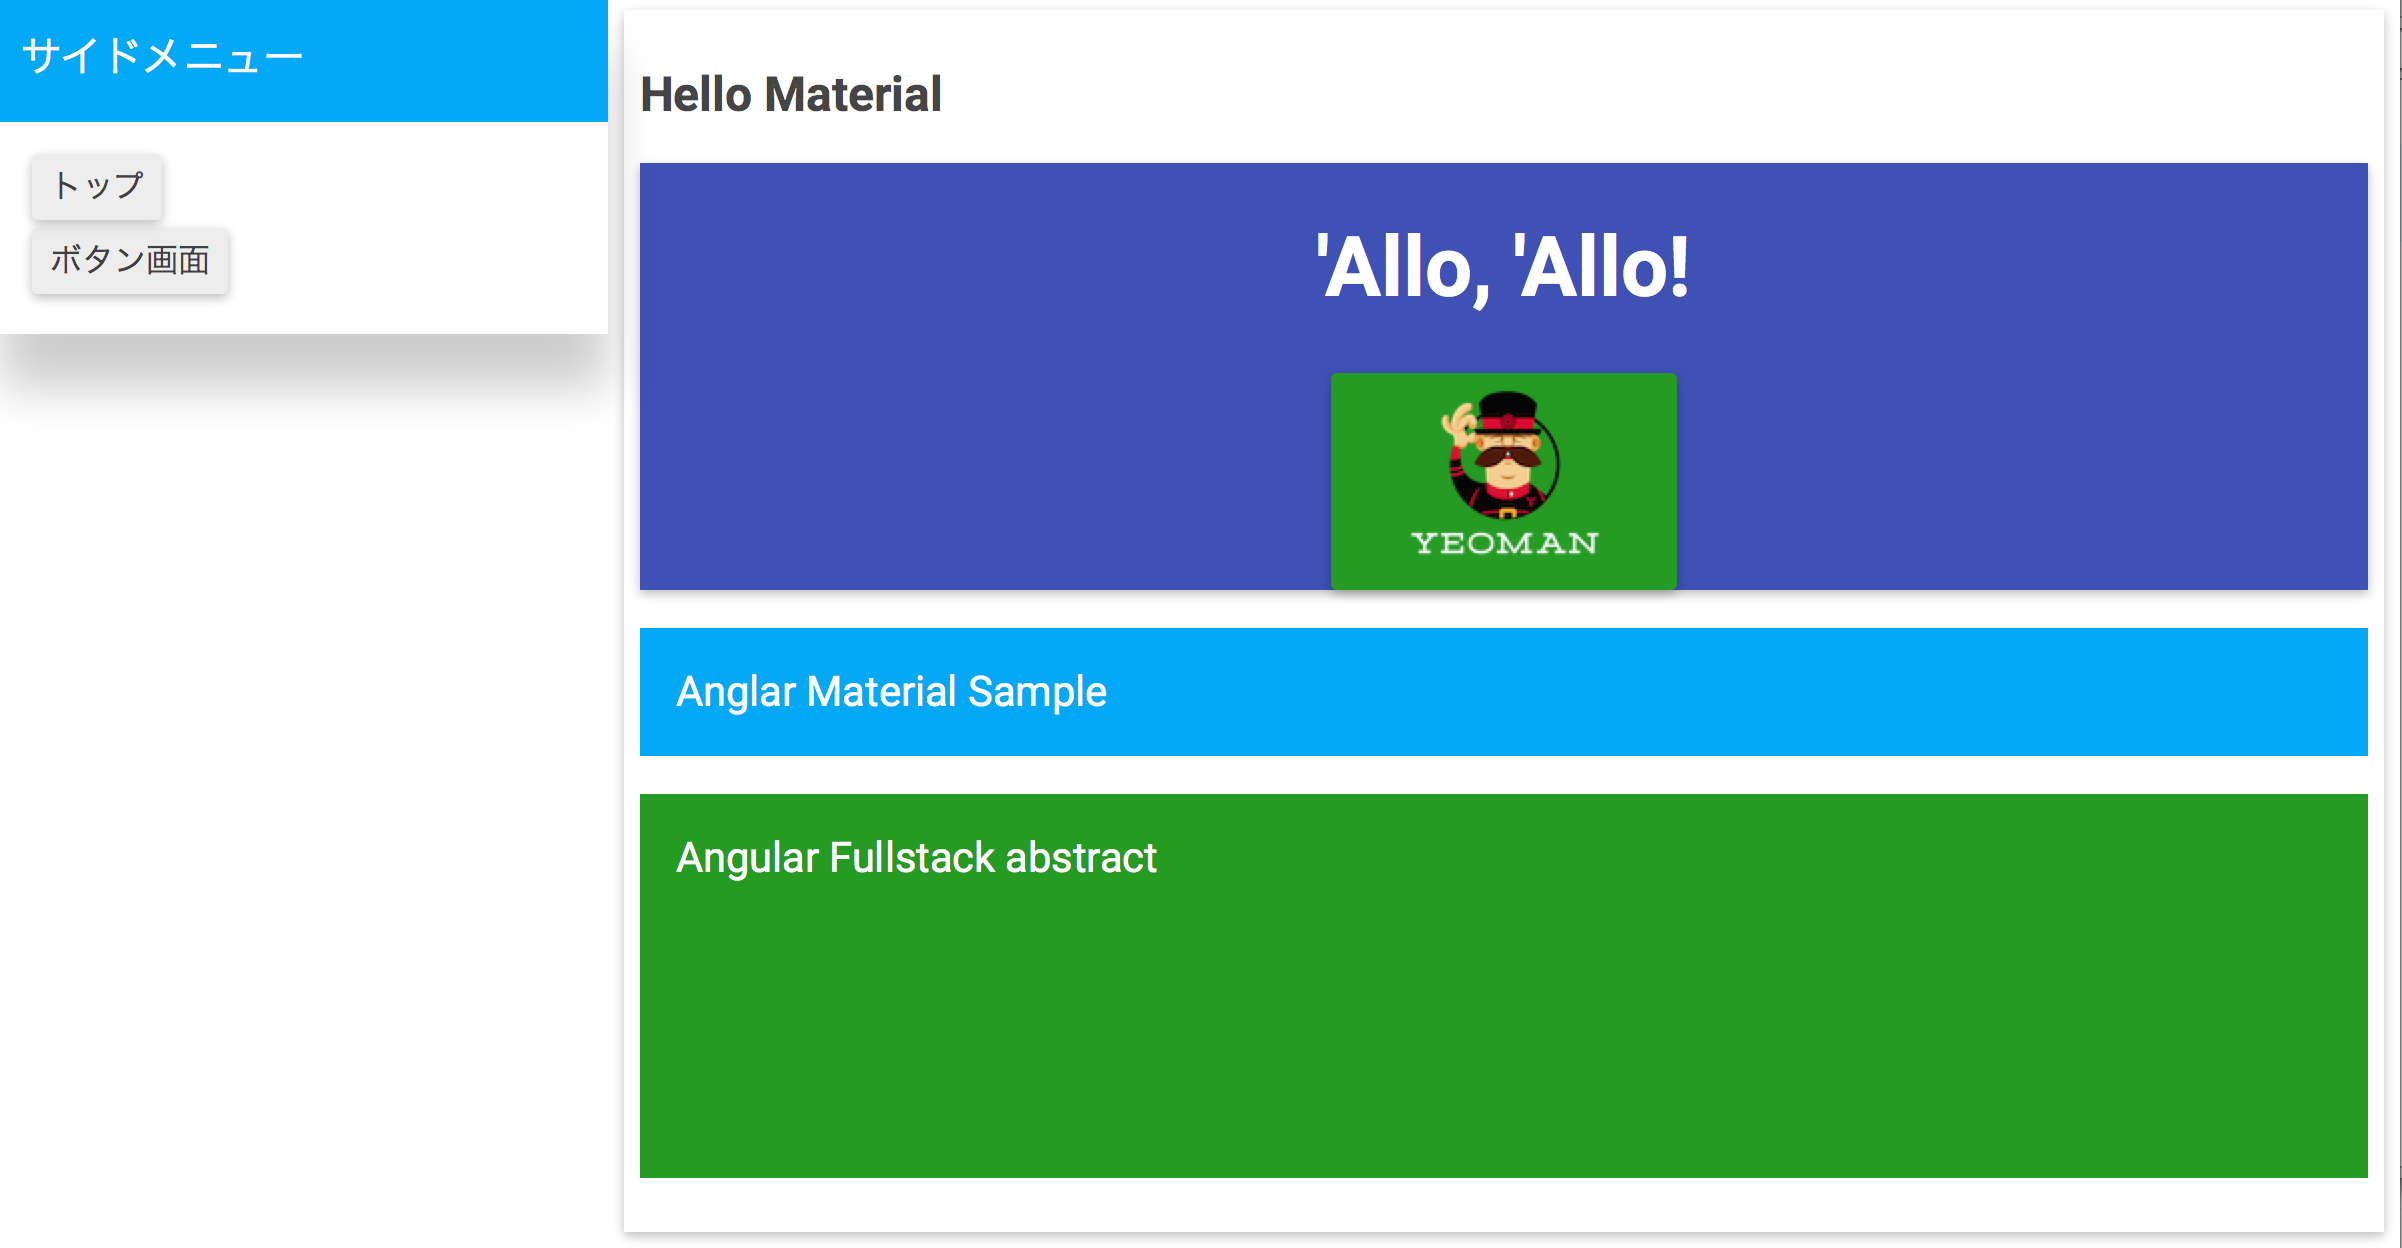 サイドメニュー
トップ
ボタン画面
Hello Material
'Allo, 'Allo!
YEOMAN
Anglar Material Sample
Angular Fullstack abstract